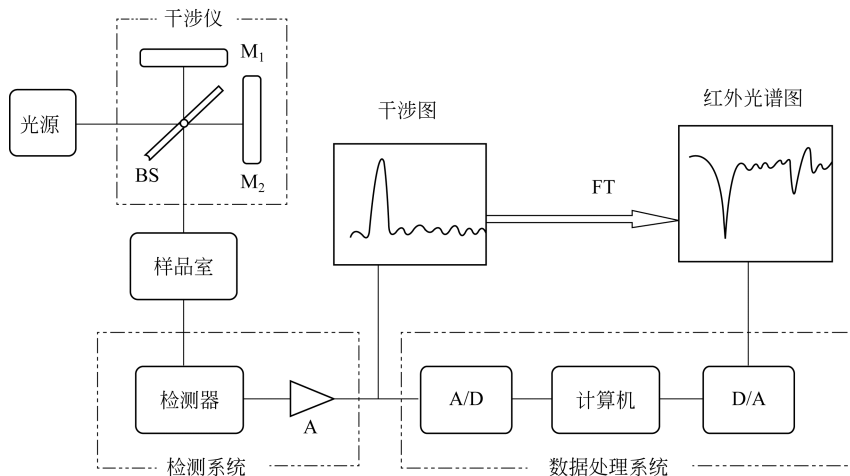 干涉仪
M₁
光源
BS
M₂
干涉图
红外光谱图
FT
样品室
检测器
A
A/D
计算机
D/A
检测系统
数据处理系统